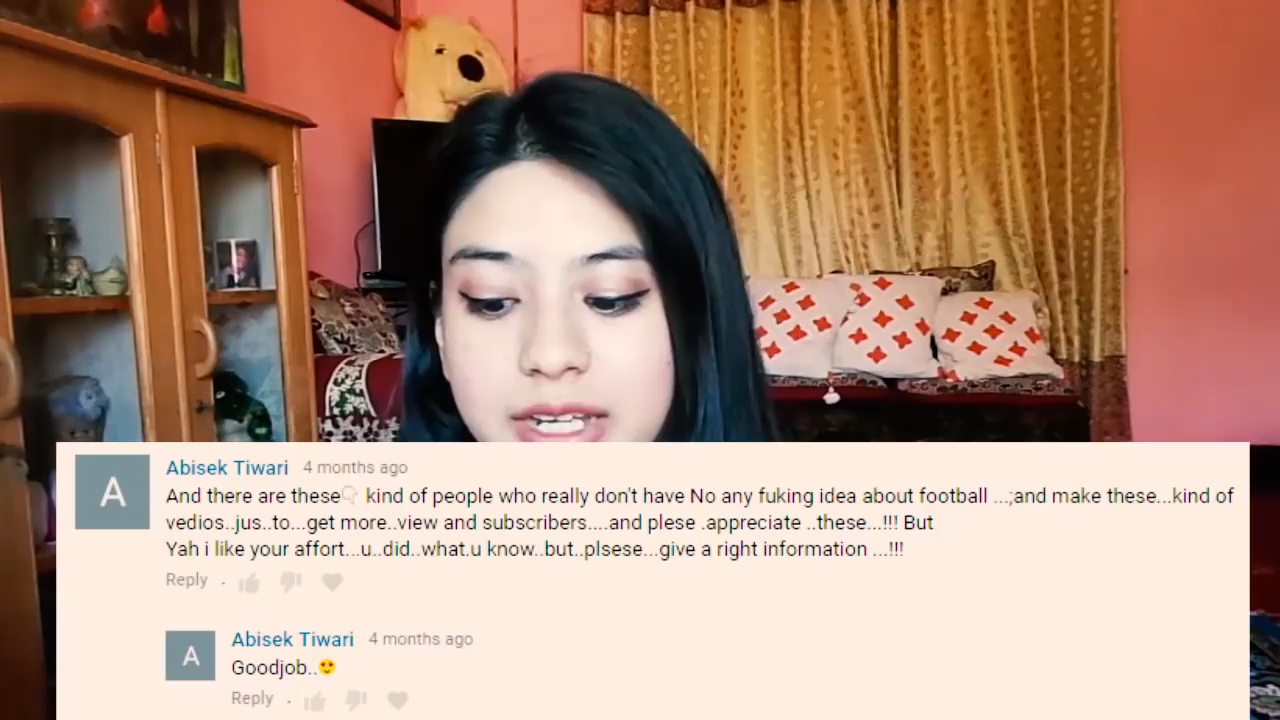 A
Abisek Tiwari 4 months ago
And there are these👇 kind of people who really don't have No any fuking idea about football ...;and make these...kind of
vedios..jus..to...get more..view and subscribers....and plese .appreciate ..these...!!! But
Yah i like your affort...u..did..what.u know..but..plsese...give a right information ...!!!
Reply .
A
Abisek Tiwari 4 months ago
Goodjob..😍
Reply .